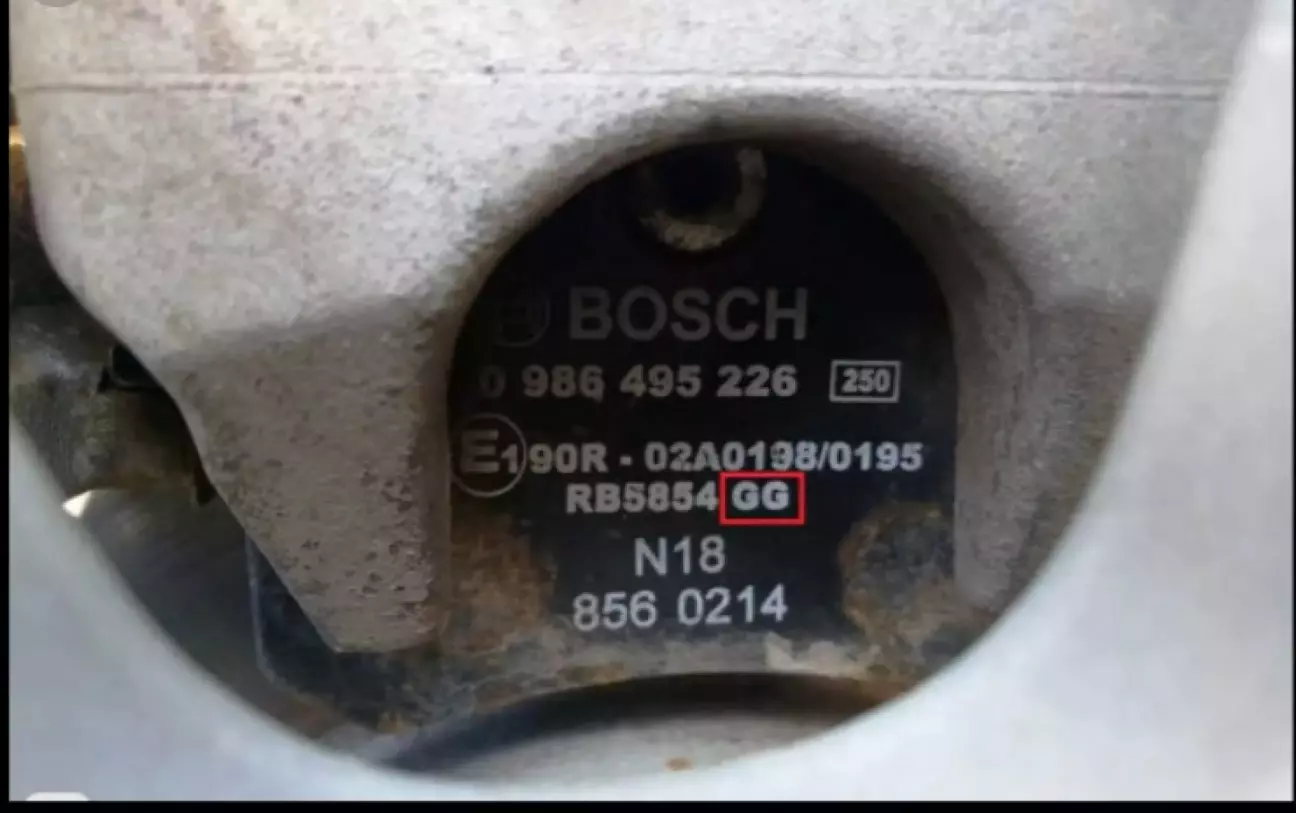 BOSCH
0 986 495 226 250
E1 90R - 02A0198/0195
RB5854 GG
N18
856 0214